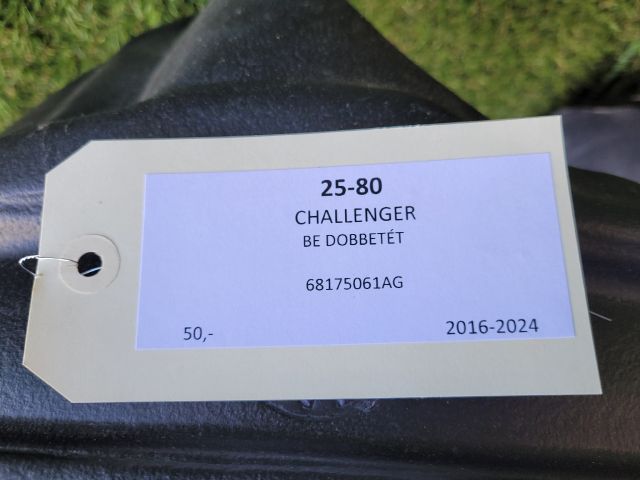 25-80
CHALLENGER
BE DOBBETÉT
68175061AG
50,- 2016-2024